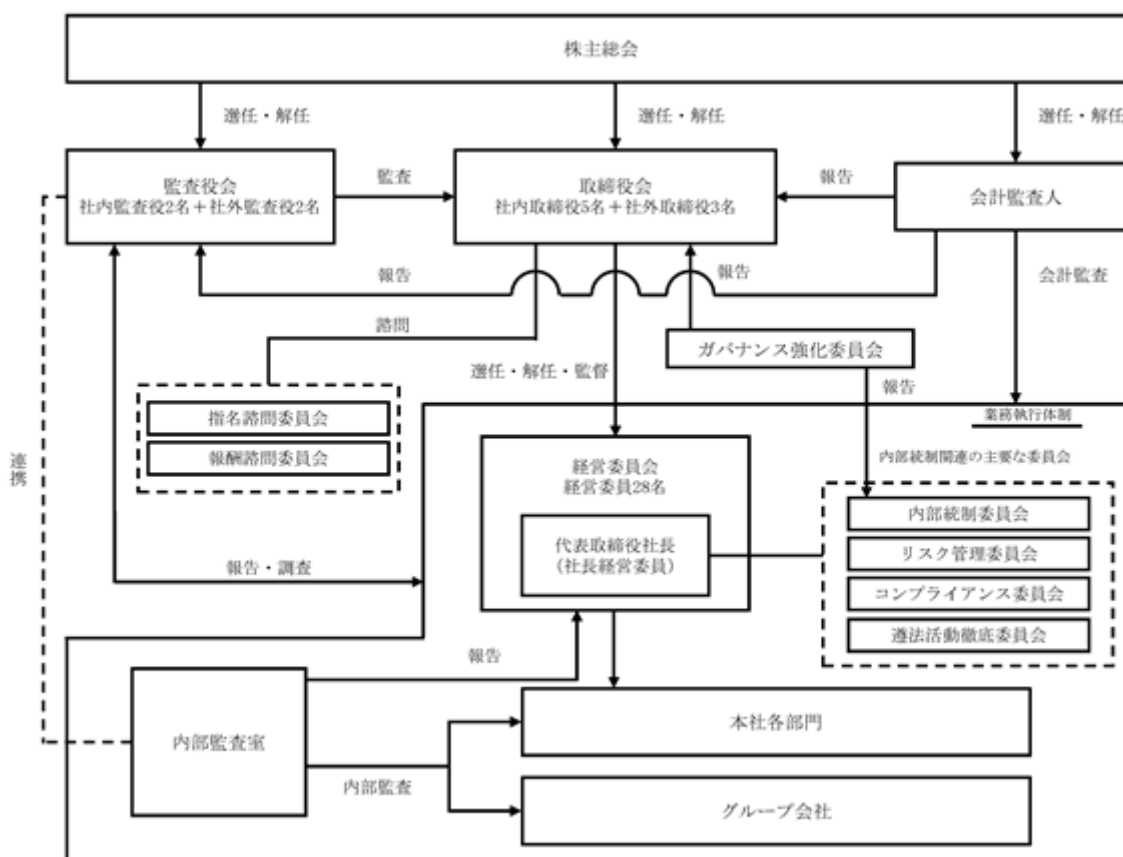 株主総会
選任・解任
選任・解任
選任・解任
監査役会
社内監査役2名＋社外監査役2名
監査
取締役会
社内取締役5名＋社外取締役3名
報告
会計監査人
報告
報告
会計監査
諮問
ガバナンス強化委員会
選任・解任・監督
報告
指名諮問委員会
報酬諮問委員会
業務執行体制
連携
経営委員会
経営委員28名
内部統制関連の主要な委員会
代表取締役社長
（社長経営委員）
内部統制委員会
リスク管理委員会
コンプライアンス委員会
遵法活動徹底委員会
報告・調査
報告
内部監査室
本社各部門
内部監査
グループ会社